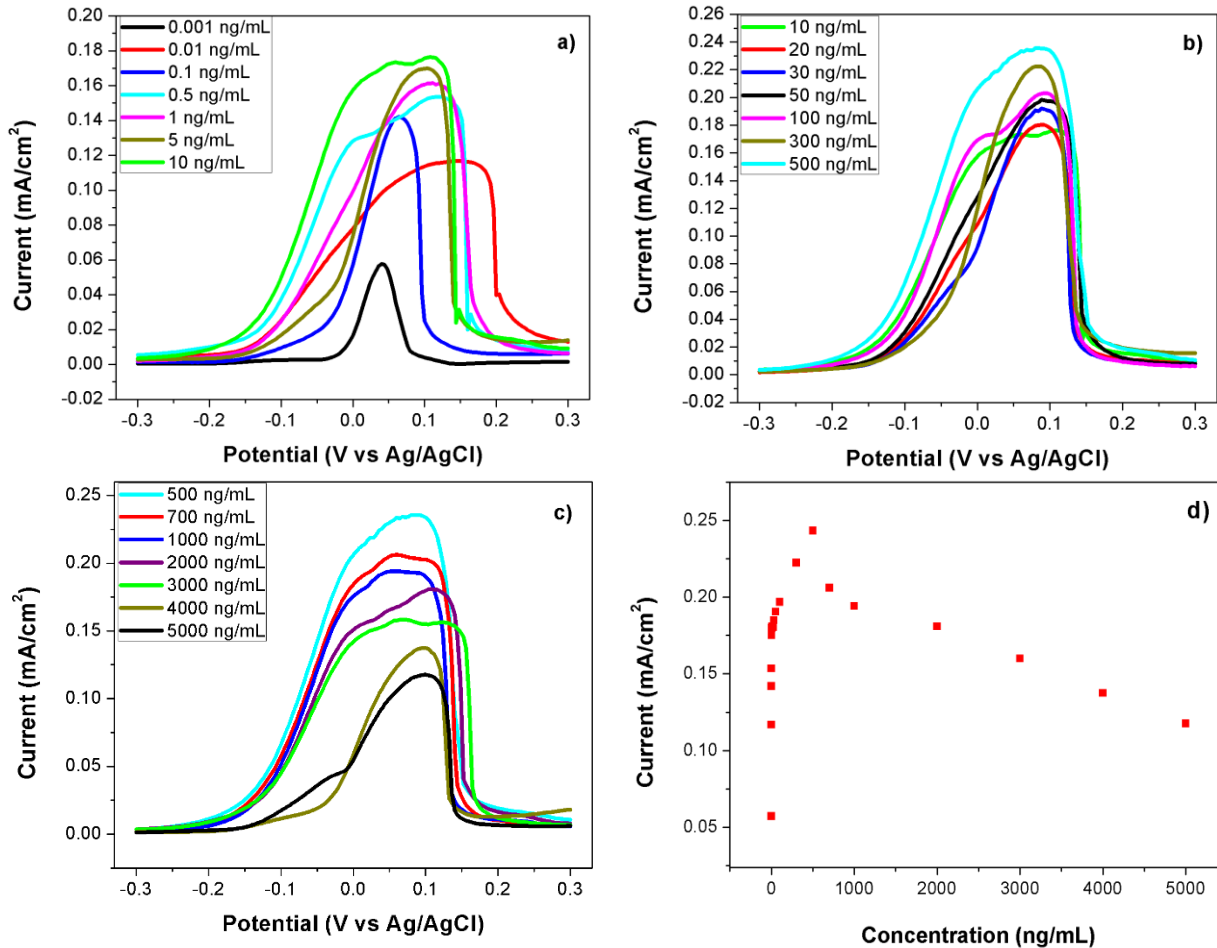 a)
0.001 ng/mL
0.01 ng/mL
0.1 ng/mL
0.5 ng/mL
1 ng/mL
5 ng/mL
10 ng/mL
0.20
0.18
0.16
0.14
0.12
0.10
0.08
0.06
0.04
0.02
0.00
-0.02
Current (mA/cm²)
-0.3 -0.2 -0.1 0.0 0.1 0.2 0.3
Potential (V vs Ag/AgCl)
b)
10 ng/mL
20 ng/mL
30 ng/mL
50 ng/mL
100 ng/mL
300 ng/mL
500 ng/mL
0.26
0.24
0.22
0.20
0.18
0.16
0.14
0.12
0.10
0.08
0.06
0.04
0.02
0.00
-0.02
Current (mA/cm²)
-0.3 -0.2 -0.1 0.0 0.1 0.2 0.3
Potential (V vs Ag/AgCl)
c)
500 ng/mL
700 ng/mL
1000 ng/mL
2000 ng/mL
3000 ng/mL
4000 ng/mL
5000 ng/mL
0.25
0.20
0.15
0.10
0.05
0.00
Current (mA/cm²)
-0.3 -0.2 -0.1 0.0 0.1 0.2 0.3
Potential (V vs Ag/AgCl)
d)
0.25
0.20
0.15
0.10
0.05
Current (mA/cm²)
0 1000 2000 3000 4000 5000
Concentration (ng/mL)